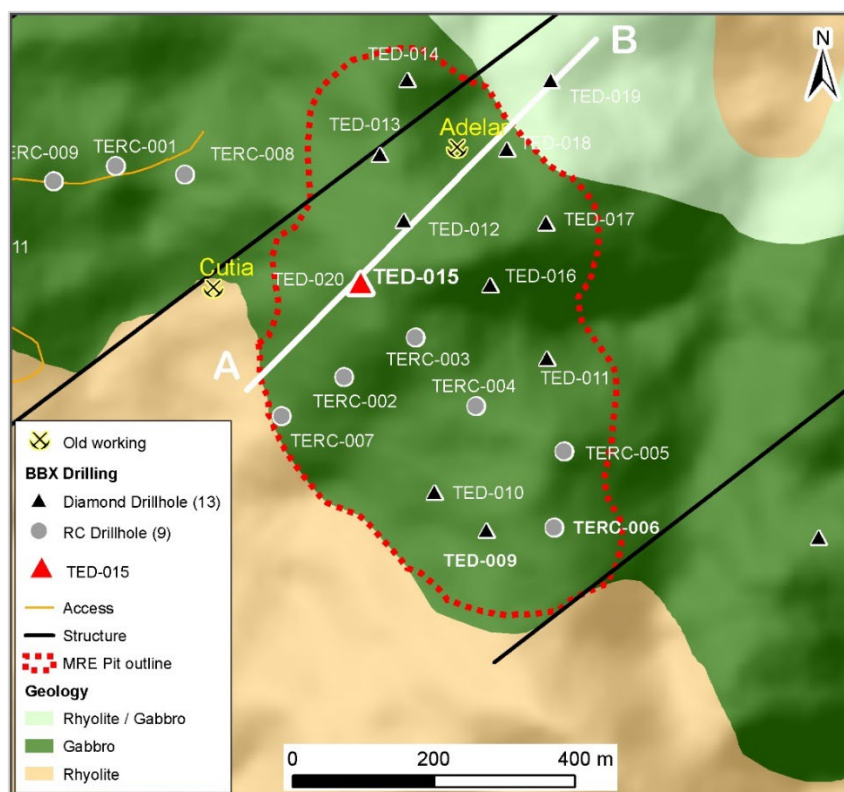 N
B
TED-014
TED-019
TED-013
Adelar
TED-018
TERC-001
ERC-009
TERC-008
TED-012
TED-017
11
Cutia
TED-020
TED-015
TED-016
TERC-003
A
TED-011
TERC-002
TERC-004
TERC-007
TERC-005
TED-010
TERC-006
TED-009
Old working
BBX Drilling
Diamond Drillhole (13)
RC Drillhole (9)
TED-015
Access
Structure
MRE Pit outline
Geology
Rhyolite / Gabbro
Gabbro
Rhyolite
0 200 400 m